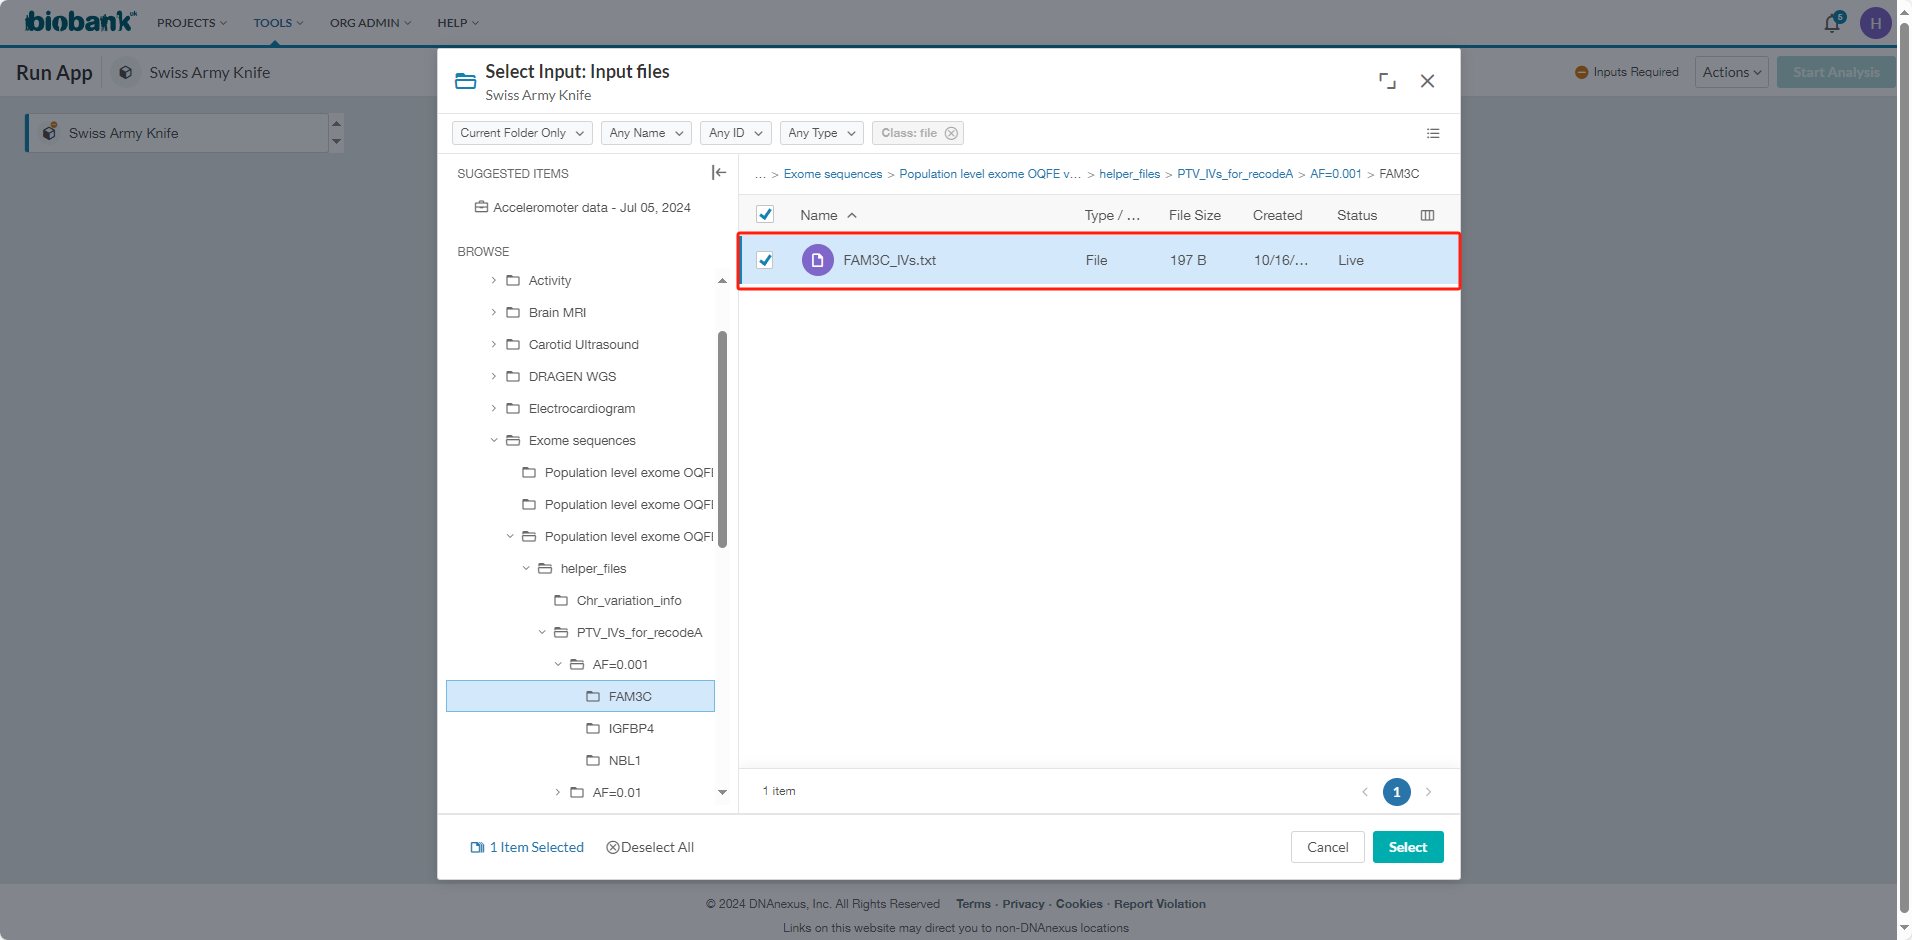 biobank uk
PROJECTS TOOLS ORG ADMIN HELP 5 H
Run App Swiss Army Knife Inputs Required Actions Start Analysis
Swiss Army Knife
Select Input: Input files
Swiss Army Knife
Current Folder Only Any Name Any ID Any Type Class: file
SUGGESTED ITEMS
Acceleromoter data - Jul 05, 2024
BROWSE
Activity
Brain MRI
Carotid Ultrasound
DRAGEN WGS
Electrocardiogram
Exome sequences
Population level exome OQFI
Population level exome OQFI
Population level exome OQFI
helper_files
Chr_variation_info
PTV_IVs_for_recodeA
AF=0.001
FAM3C
IGFBP4
NBL1
AF=0.01
... > Exome sequences > Population level exome OQFE v... > helper_files > PTV_IVs_for_recodeA > AF=0.001 > FAM3C
Name Type / ... File Size Created Status
FAM3C_IVs.txt File 197 B 10/16/... Live
1 item 1
1 Item Selected Deselect All Cancel Select
© 2024 DNAnexus, Inc. All Rights Reserved Terms · Privacy · Cookies · Report Violation
Links on this website may direct you to non-DNAnexus locations